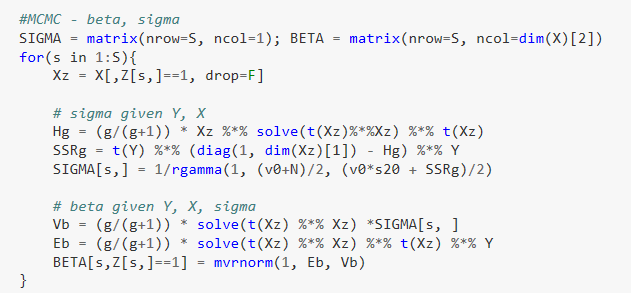 #MCMC - beta, sigma
SIGMA = matrix(nrow=S, ncol=1); BETA = matrix(nrow=S, ncol=dim(X)[2])
for(s in 1:S){
    Xz = X[,Z[s,]==1, drop=F]

    # sigma given Y, X
    Hg = (g/(g+1)) * Xz %*% solve(t(Xz)%*%Xz) %*% t(Xz)
    SSRg = t(Y) %*% (diag(1, dim(Xz)[1]) - Hg) %*% Y
    SIGMA[s,] = 1/rgamma(1, (v0+N)/2, (v0*s20 + SSRg)/2)

    # beta given Y, X, sigma
    Vb = (g/(g+1)) * solve(t(Xz) %*% Xz) *SIGMA[s, ]
    Eb = (g/(g+1)) * solve(t(Xz) %*% Xz) %*% t(Xz) %*% Y
    BETA[s,Z[s,]==1] = mvrnorm(1, Eb, Vb)
}